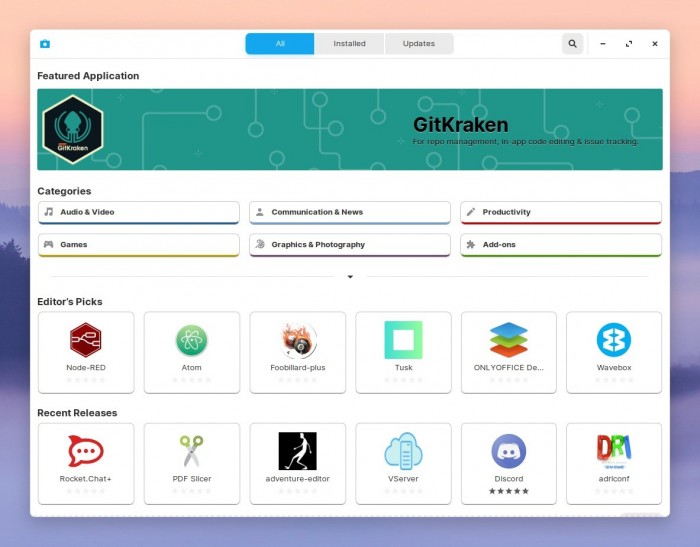 All
Installed
Updates
Featured Application
GitKraken
GitKraken
For repo management, in-app code editing & issue tracking.
Categories
Audio & Video
Communication & News
Productivity
Games
Graphics & Photography
Add-ons
Editor's Picks
Node-RED
Atom
Foobillard-plus
Tusk
ONLYOFFICE De...
Wavebox
Recent Releases
Rocket.Chat+
PDF Slicer
adventure-editor
VServer
Discord
adriconf
DRI